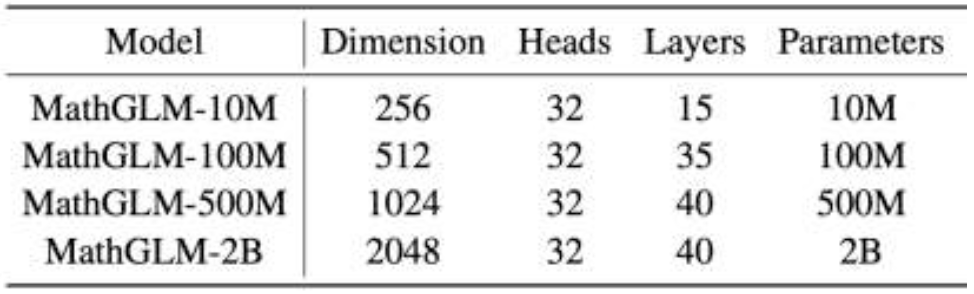 Model Dimension Heads Layers Parameters
MathGLM-10M 256 32 15 10M
MathGLM-100M 512 32 35 100M
MathGLM-500M 1024 32 40 500M
MathGLM-2B 2048 32 40 2B